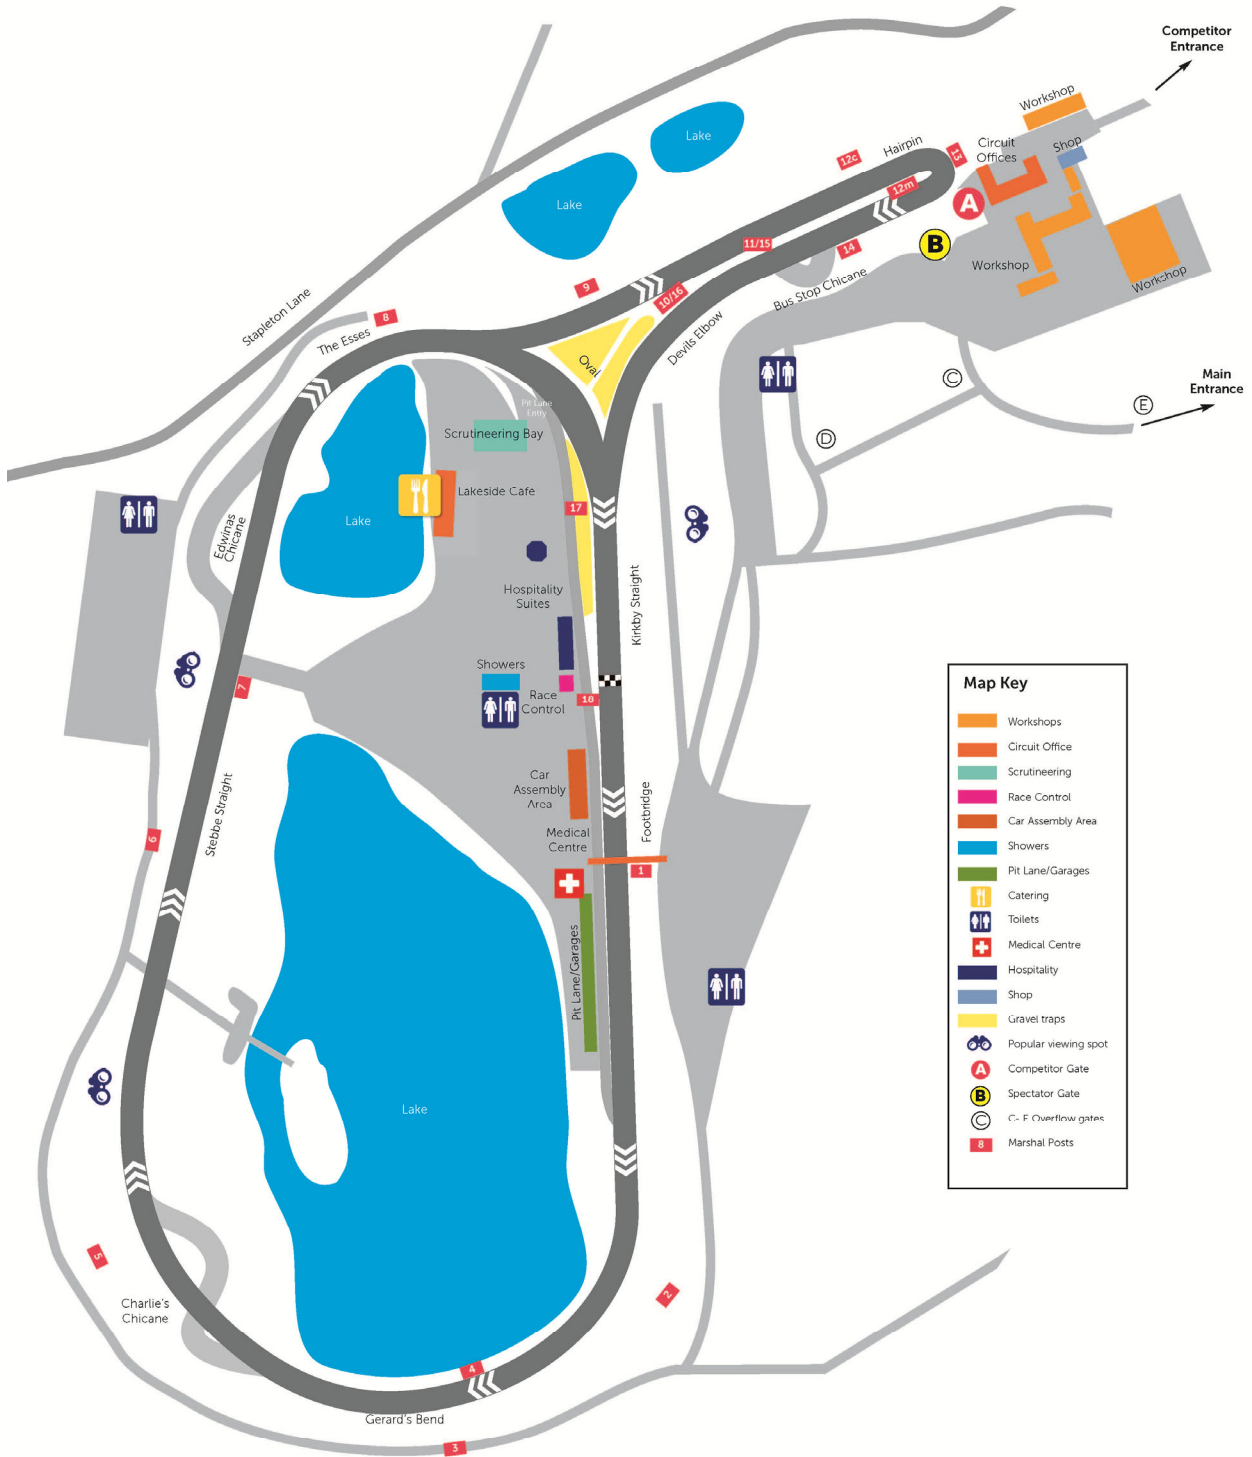 Competitor
Entrance
Workshop
Lake
Hairpin
12c
13
Circuit
Offices
Shop
12m
A
Lake
B
11/15
14
Workshop
Workshop
9
10/16
Bus Stop Chicane
Stapleton Lane
8
The Esses
Devils Elbow
Oval
Main
Entrance
C
E
D
Pit Lane
Entry
Scrutineering Bay
Lakeside Cafe
17
Lake
Edwinas
Chicane
Hospitality
Suites
Kirkby Straight
Showers
Race
Control
18
7
Car
Assembly
Area
Stebbe Straight
Footbridge
Medical
Centre
6
1
Pit Lane/Garages
Lake
5
2
Charlie's
Chicane
4
Gerard's Bend
3
Map Key
Workshops
Circuit Office
Scrutineering
Race Control
Car Assembly Area
Showers
Pit Lane/Garages
Catering
Toilets
Medical Centre
Hospitality
Shop
Gravel traps
Popular viewing spot
A Competitor Gate
B Spectator Gate
C C- E Overflow gates
8 Marshal Posts